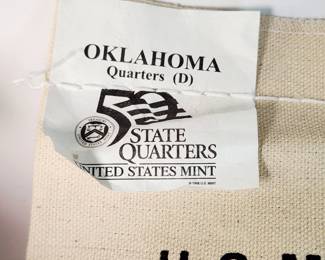 OKLAHOMA
Quarters (D)
50
STATE
QUARTERS
UNITED STATES MINT
U.S. M